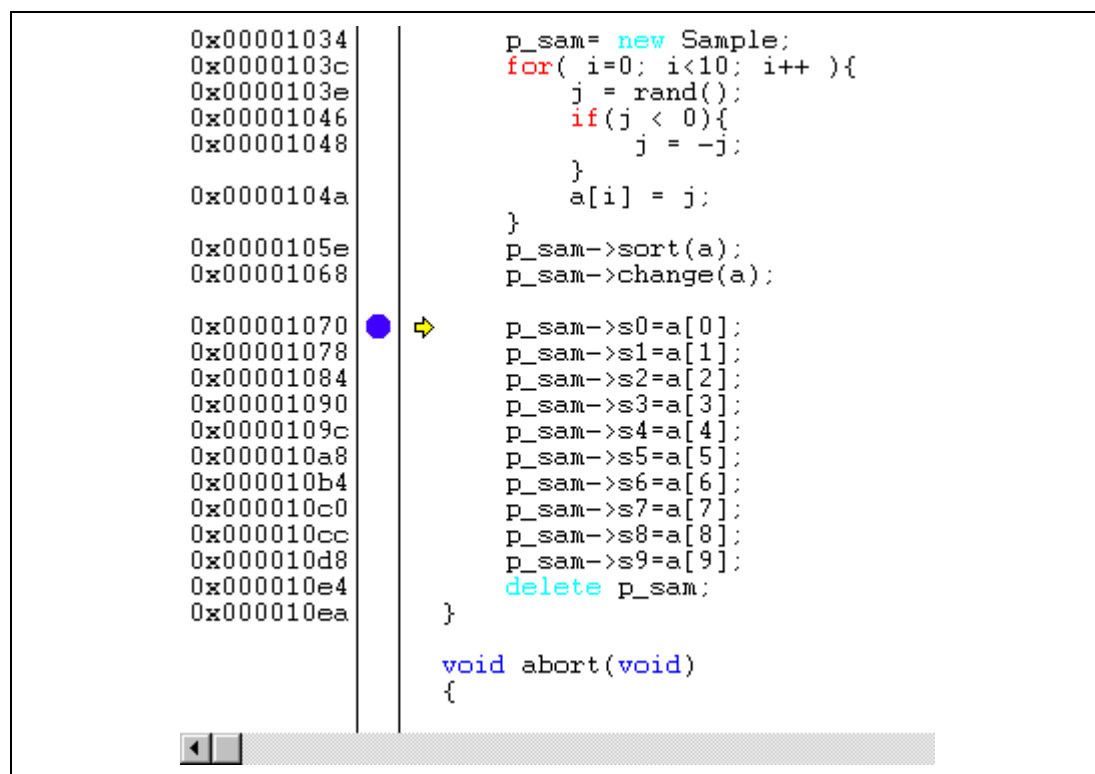 0x00001034 p_sam= new Sample;
0x0000103c for( i=0; i<10; i++ ){
0x0000103e j = rand();
0x00001046 if(j < 0){
0x00001048 j = -j;
}
0x0000104a a[i] = j;
}
0x0000105e p_sam->sort(a);
0x00001068 p_sam->change(a);
0x00001070 p_sam->s0=a[0];
0x00001078 p_sam->s1=a[1];
0x00001084 p_sam->s2=a[2];
0x00001090 p_sam->s3=a[3];
0x0000109c p_sam->s4=a[4];
0x000010a8 p_sam->s5=a[5];
0x000010b4 p_sam->s6=a[6];
0x000010c0 p_sam->s7=a[7];
0x000010cc p_sam->s8=a[8];
0x000010d8 p_sam->s9=a[9];
0x000010e4 delete p_sam;
0x000010ea }
void abort(void)
{